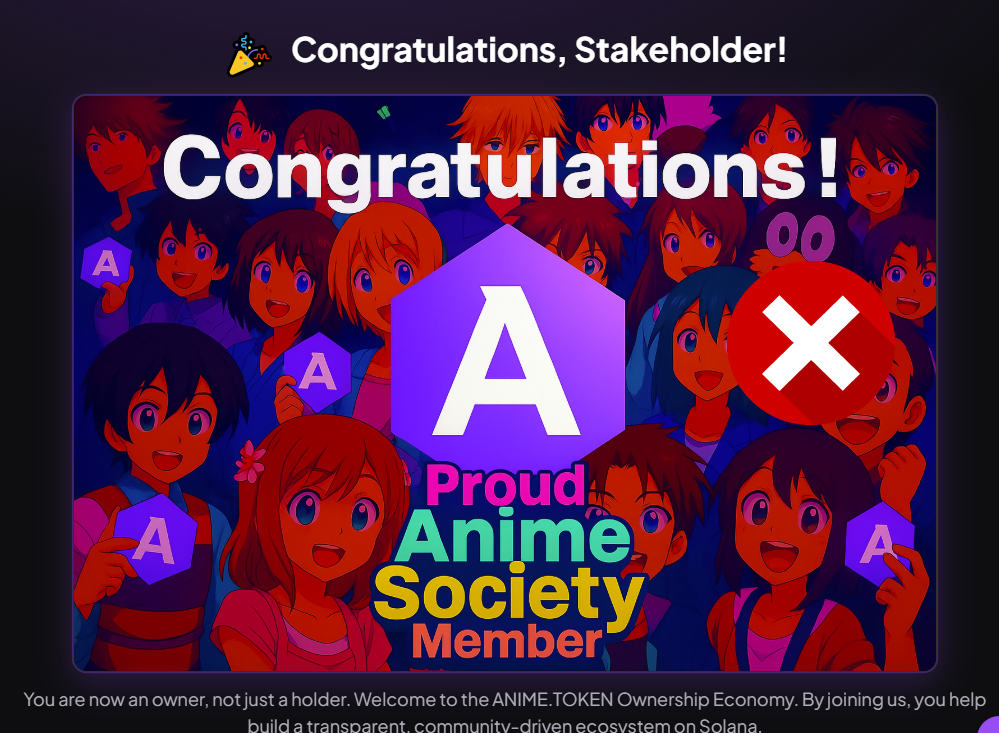 Congratulations, Stakeholder!
Congratulations!
A
A
A
A
A
Proud
Anime
Society
Member
You are now an owner, not just a holder. Welcome to the ANIME.TOKEN Ownership Economy. By joining us, you help
build a transparent, community-driven ecosystem on Solana.